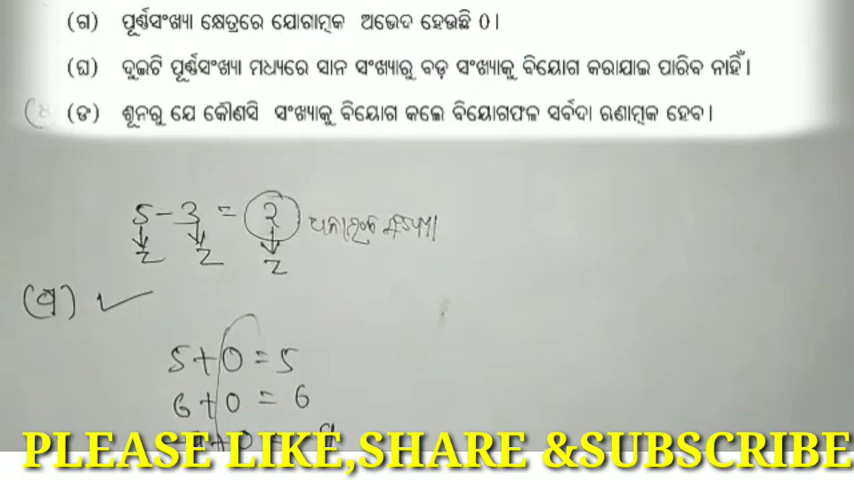 (ଗ) ପୂର୍ଣ୍ଣସଂଖ୍ୟା କ୍ଷେତ୍ରରେ ଯୋଗାତ୍ମକ ଅଭେଦ ହେଉଛି 0।
(ଘ) ଦୁଇଟି ପୂର୍ଣ୍ଣସଂଖ୍ୟା ମଧ୍ୟରେ ସାନ ସଂଖ୍ୟାରୁ ବଡ଼ ସଂଖ୍ୟାକୁ ବିୟୋଗ କରାଯାଇ ପାରିବ ନାହିଁ।
(ଙ) ଶୂନରୁ ଯେ କୌଣସି ସଂଖ୍ୟାକୁ ବିୟୋଗ କଲେ ବିୟୋଗଫଳ ସର୍ବଦା ଋଣାତ୍ମକ ହେବ।
5 - 3 = 2
z z z
✓
5 + 0 = 5
6 + 0 = 6
PLEASE LIKE,SHARE &SUBSCRIBE